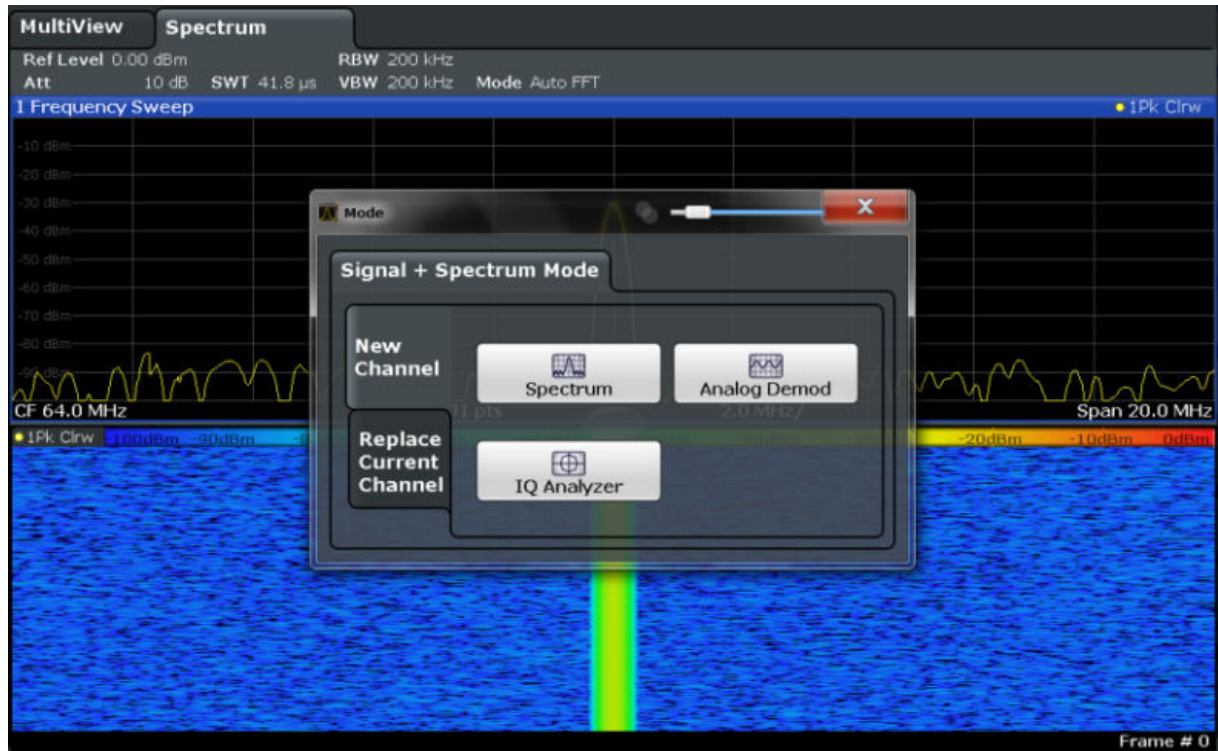 MultiView Spectrum
Ref Level 0.00 dBm RBW 200 kHz
Att 10 dB SWT 41.8 µs VBW 200 kHz Mode Auto FFT
1 Frequency Sweep 1Pk Clrw
-10 dBm
-20 dBm
-30 dBm
Mode
X
-40 dBm
-50 dBm
Signal + Spectrum Mode
-60 dBm
-70 dBm
-80 dBm
New
Channel
Spectrum Analog Demod
-90 dBm
CF 64.0 MHz pts 2.0 MHz/ Span 20.0 MHz
1Pk Clrw -100dBm -90dBm -20dBm -10dBm 0dBm
Replace
Current
Channel
IQ Analyzer
Frame # 0